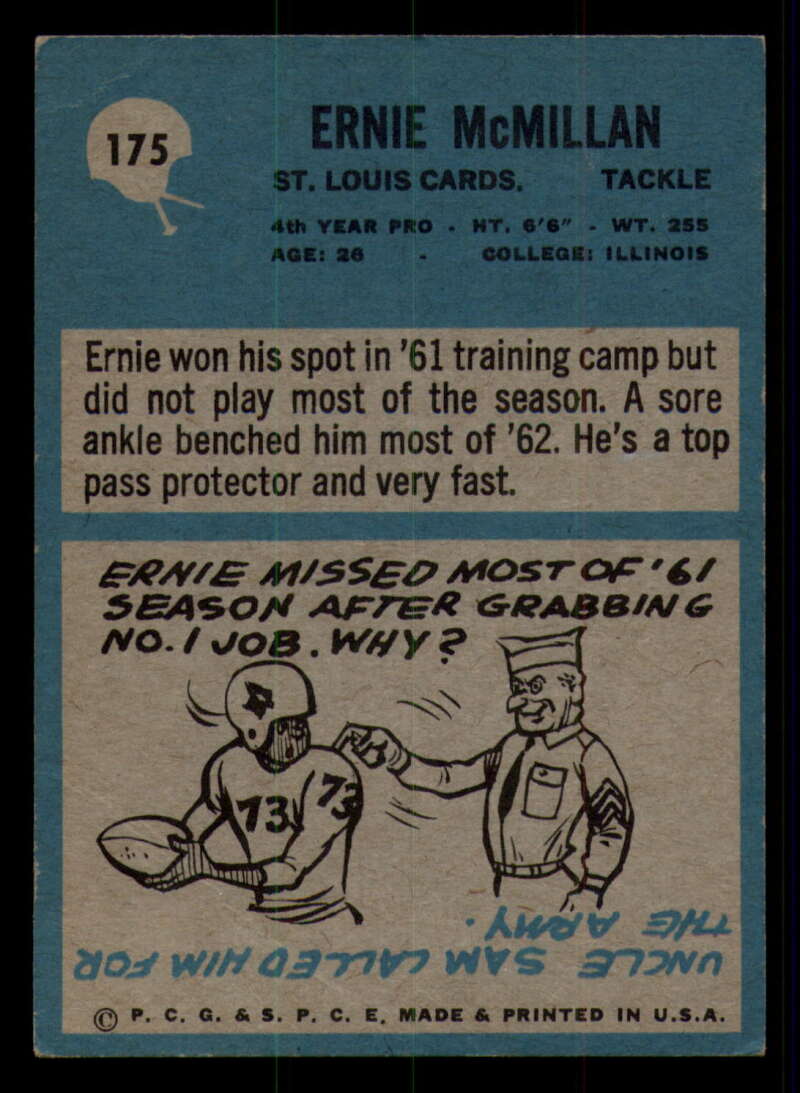 175
ERNIE McMILLAN
ST. LOUIS CARDS. TACKLE
4th YEAR PRO - HT. 6'6" - WT. 255
AGE: 26 - COLLEGE: ILLINOIS
Ernie won his spot in '61 training camp but
did not play most of the season. A sore
ankle benched him most of '62. He's a top
pass protector and very fast.
ERNIE MISSED MOST OF '61
SEASON AFTER GRABBING
NO. 1 JOB. WHY?
73
73
UNCLE SAM CALLED HIM FOR
THE ARMY.
© P. C. G. & S. P. C. E. MADE & PRINTED IN U.S.A.